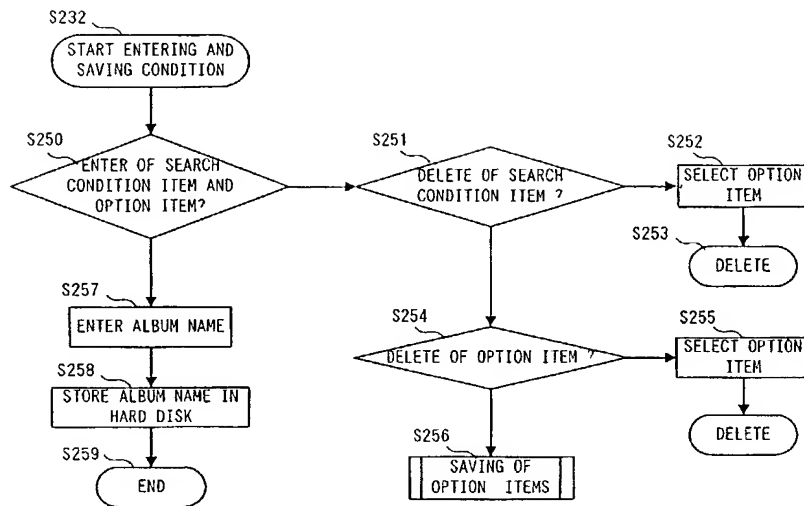 S232
START ENTERING AND
SAVING CONDITION
S250
ENTER OF SEARCH
CONDITION ITEM AND
OPTION ITEM?
S251
DELETE OF SEARCH
CONDITION ITEM ?
S252
SELECT OPTION
ITEM
S253
DELETE
S257
ENTER ALBUM NAME
S254
DELETE OF OPTION ITEM ?
S255
SELECT OPTION
ITEM
DELETE
S258
STORE ALBUM NAME IN
HARD DISK
S256
SAVING OF
OPTION ITEMS
S259
END